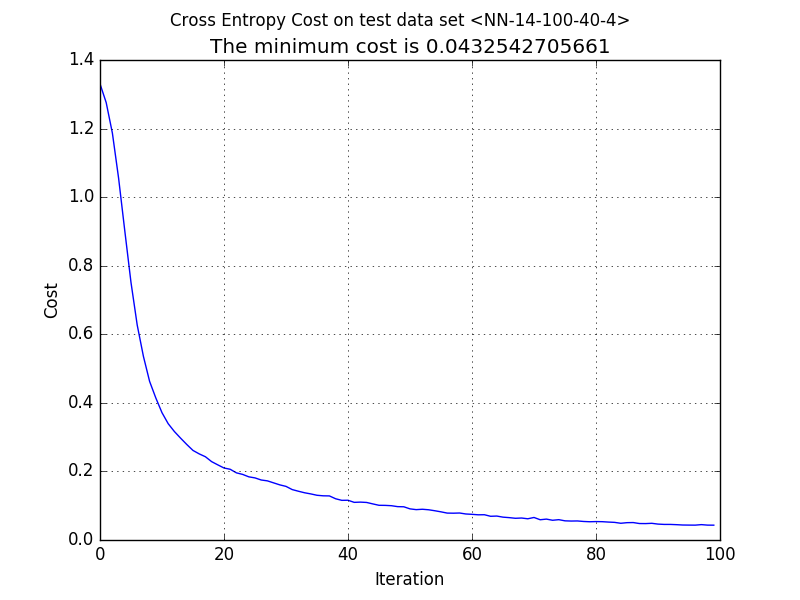 Cross Entropy Cost on test data set <NN-14-100-40-4>
The minimum cost is 0.0432542705661
1.4
1.2
1.0
0.8
0.6
0.4
0.2
0.0
Cost
0 20 40 60 80 100
Iteration